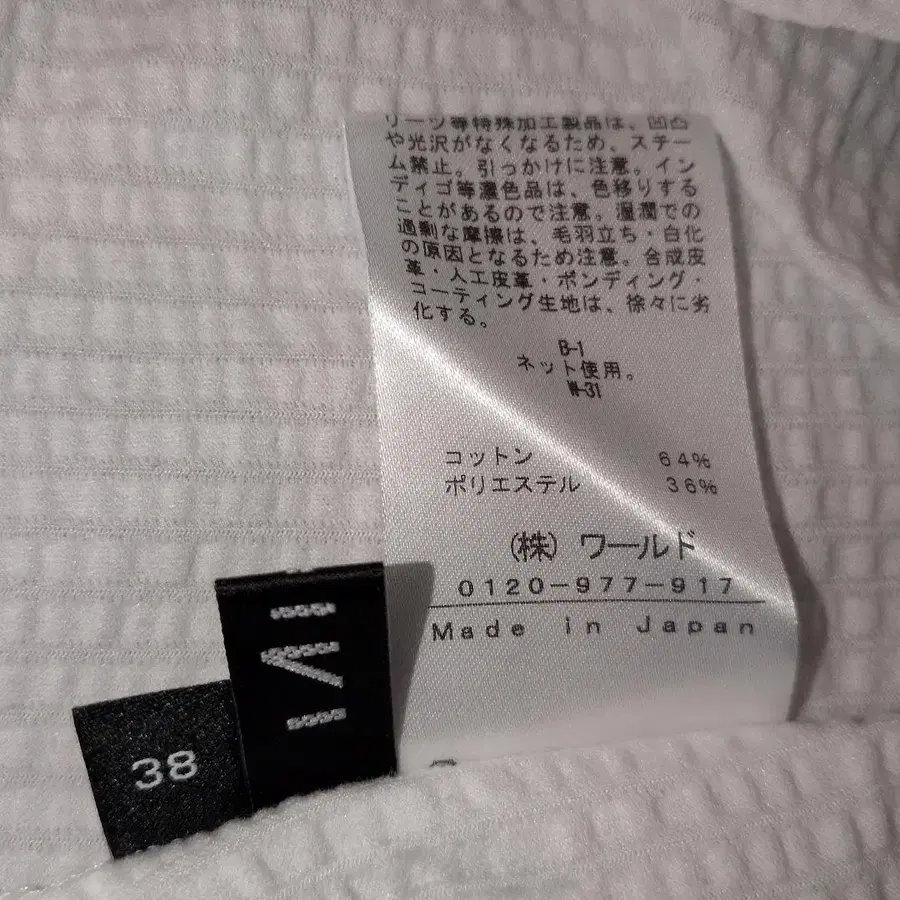 リーツ等特殊加工製品は、凹凸
や光沢がなくなるため、スチー
ム禁止。引っかけに注意。イン
ディゴ等濃色品は、色移りする
ことがあるので注意。湿潤での
過剰な摩擦は、毛羽立ち・白化
の原因となるため注意。合成皮
革・人工皮革・ボンディング・
コーティング生地は、徐々に劣
化する。
B-1
ネット使用。
W-31
コットン 64%
ポリエステル 36%
(株) ワールド
0120-977-917
Made in Japan
38